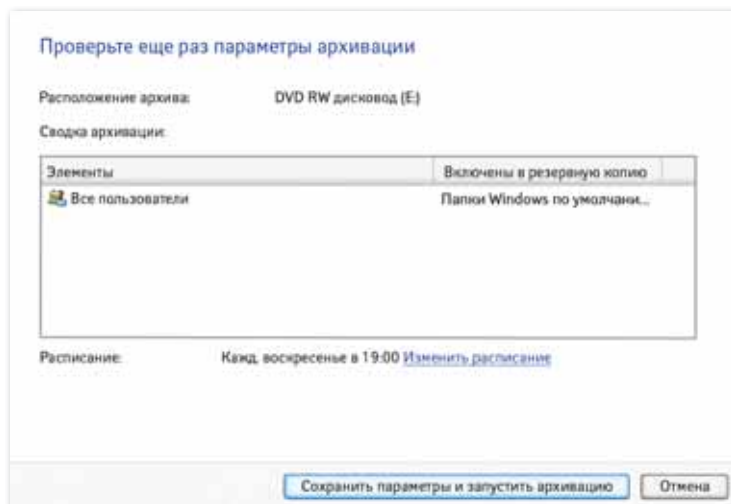 Проверьте еще раз параметры архивации
Расположение архива: DVD RW дисковод (E:)
Сводка архивации:
Элементы Включены в резервную копию
Все пользователи Папки Windows по умолчани...
Расписание: Кажд. воскресенье в 19:00 Изменить расписание
Сохранить параметры и запустить архивацию Отмена